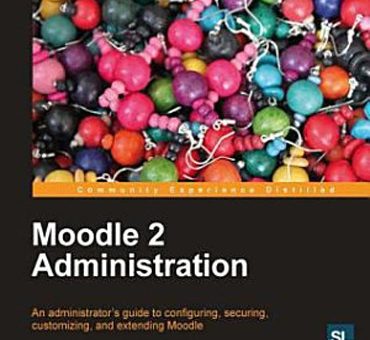 Community Experience Distilled
Moodle 2
Administration
An administrator's guide to configuring, securing,
customizing, and extending Moodle